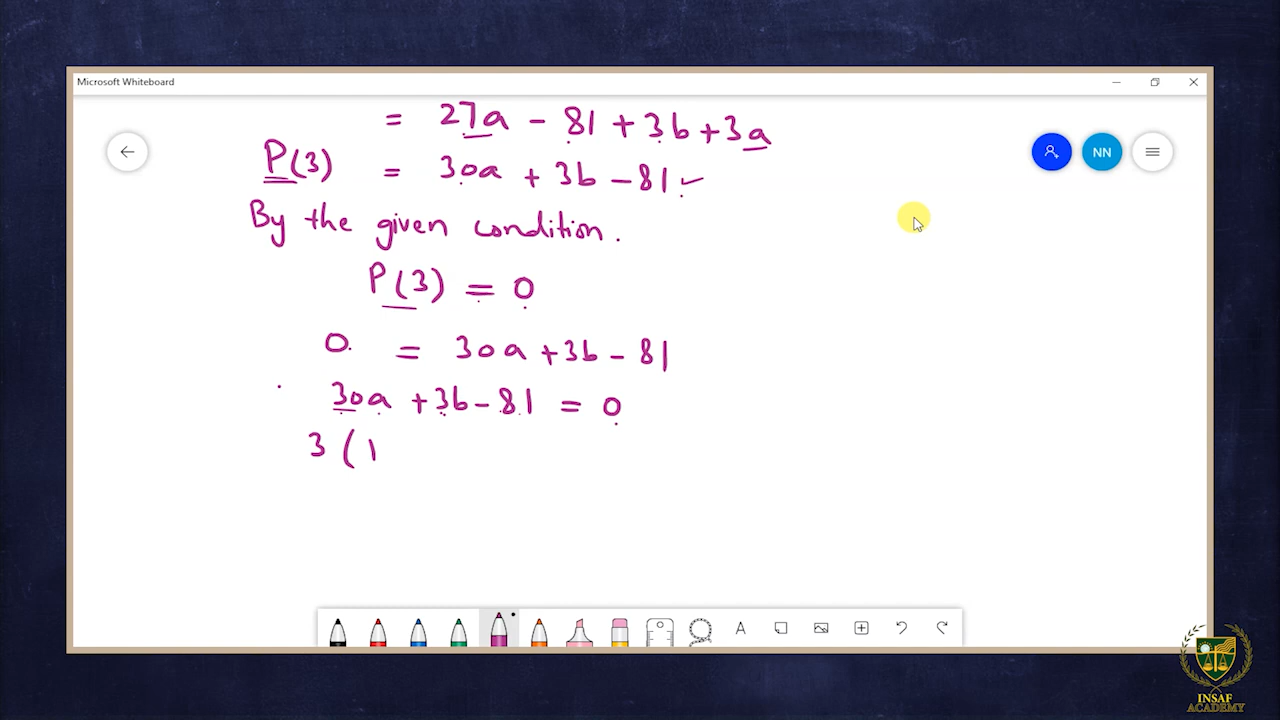 Microsoft Whiteboard
= 27a - 81 + 3b + 3a
P(3) = 30a + 3b - 81 ✓
By the given condition.
P(3) = 0
0. = 30a + 3b - 81
30a + 3b - 81 = 0
3 ( 1
NN
A
INSAF
ACADEMY